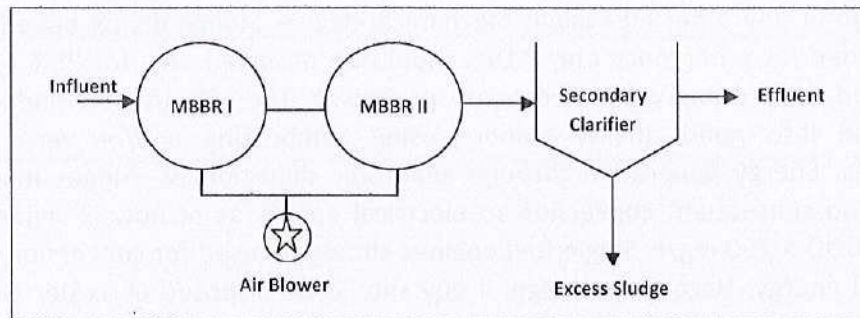 Influent
MBBR I
MBBR II
Secondary
Clarifier
Effluent
Air Blower
Excess Sludge